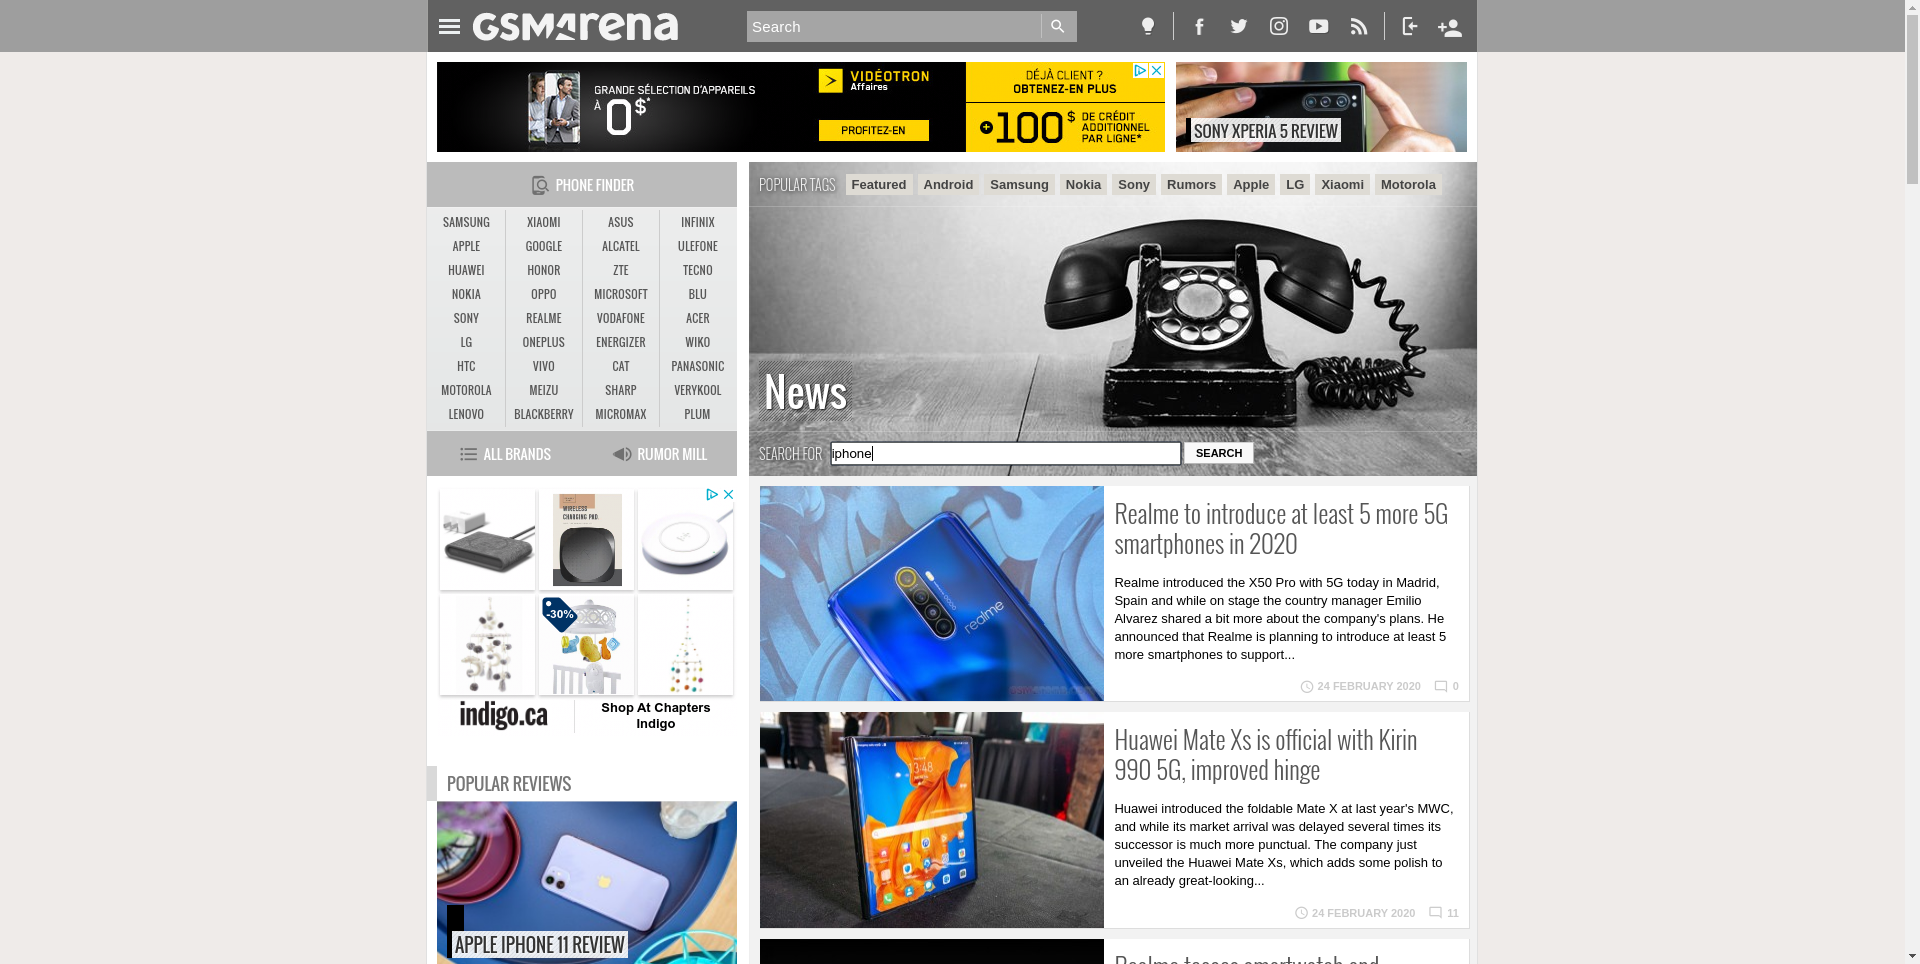 GSMArena
Search
GRANDE SÉLECTION D'APPAREILS
À 0$*
VIDÉOTRON
Affaires
PROFITEZ-EN
DÉJÀ CLIENT ?
OBTENEZ-EN PLUS
+100$ DE CRÉDIT
ADDITIONNEL
PAR LIGNE*
SONY XPERIA 5 REVIEW
PHONE FINDER
SAMSUNG XIAOMI ASUS INFINIX
APPLE GOOGLE ALCATEL ULEFONE
HUAWEI HONOR ZTE TECNO
NOKIA OPPO MICROSOFT BLU
SONY REALME VODAFONE ACER
LG ONEPLUS ENERGIZER WIKO
HTC VIVO CAT PANASONIC
MOTOROLA MEIZU SHARP VERYKOOL
LENOVO BLACKBERRY MICROMAX PLUM
ALL BRANDS RUMOR MILL
POPULAR TAGS Featured Android Samsung Nokia Sony Rumors Apple LG Xiaomi Motorola
News
SEARCH FOR iphone SEARCH
WIRELESS
CHARGING PAD.
-30%
indigo.ca
Shop At Chapters
Indigo
POPULAR REVIEWS
APPLE IPHONE 11 REVIEW
realme
Realme to introduce at least 5 more 5G
smartphones in 2020
Realme introduced the X50 Pro with 5G today in Madrid,
Spain and while on stage the country manager Emilio
Alvarez shared a bit more about the company's plans. He
announced that Realme is planning to introduce at least 5
more smartphones to support...
24 FEBRUARY 2020 0
Huawei Mate Xs is official with Kirin
990 5G, improved hinge
Huawei introduced the foldable Mate X at last year's MWC,
and while its market arrival was delayed several times its
successor is much more punctual. The company just
unveiled the Huawei Mate Xs, which adds some polish to
an already great-looking...
24 FEBRUARY 2020 11
Realme teases smartwatch and